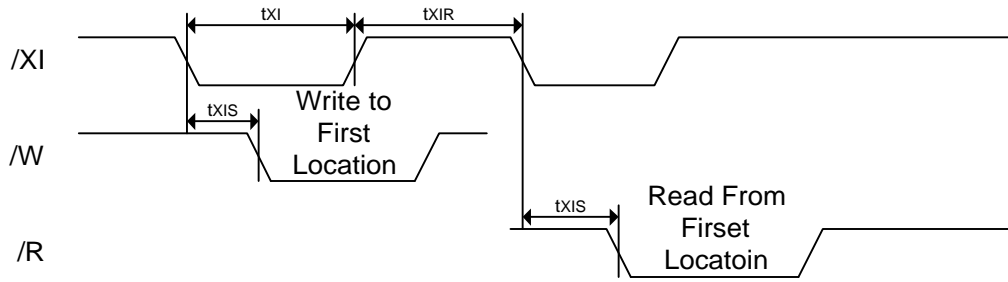 tXI
tXIR
/XI
Write to
First
Location
tXIS
/W
tXIS
Read From
Firset
Locatoin
/R